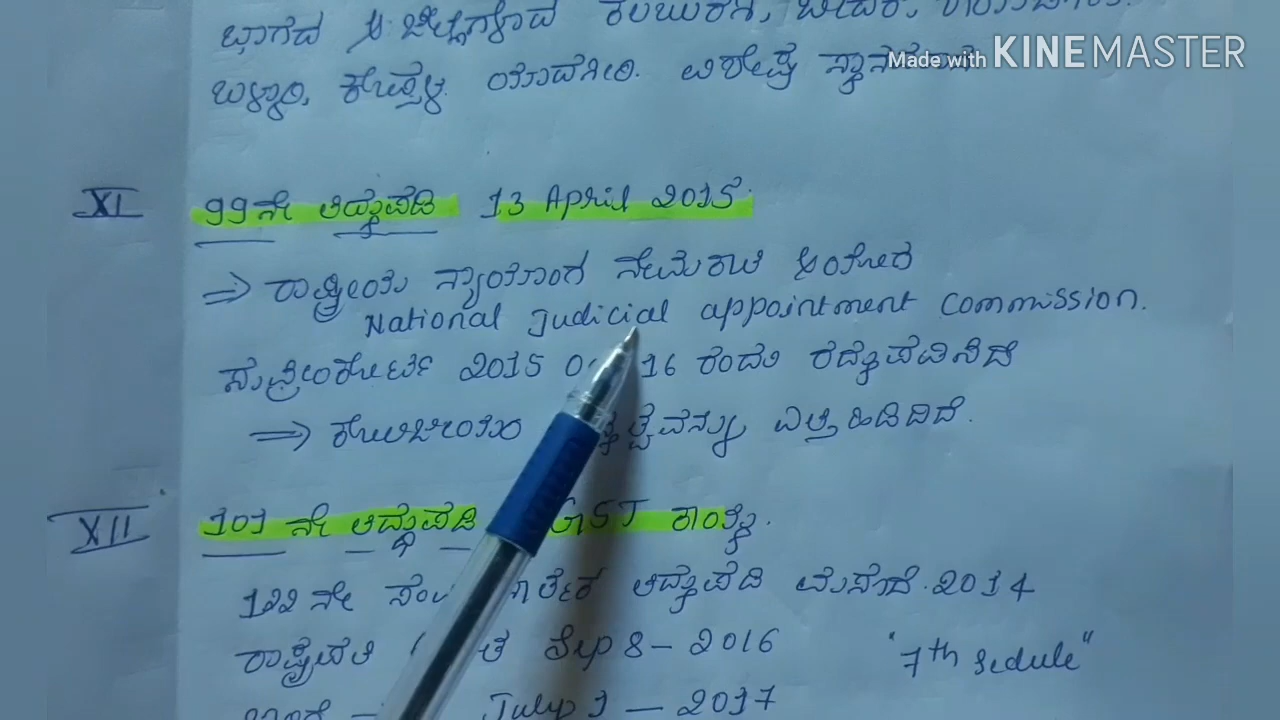 ಭಾಗದ 6 ಜಿಲ್ಲೆಗಳಾದ ಕಲಬುರಗಿ, ಬೀದರ,
Made with KINEMASTER
ಬಳ್ಳಾರಿ, ಕೊಪ್ಪಳ ಯಾದಗಿರಿ. ವಿಶೇಷ ಸ್ಥಾನಮಾನ
XI 99ನೇ ತಿದ್ದುಪಡಿ 13 April 2015.
⇒ ರಾಷ್ಟ್ರೀಯ ನ್ಯಾಯಾಂಗ ನೇಮಕಾತಿ ಆಯೋಗ
National Judicial appointment Commission.
ಸುಪ್ರೀಂಕೋರ್ಟ 2015 16 ರಂದು ರದ್ದುಪಡಿಸಿದೆ
⇒ ಕೊಲಿಜಿಯಂ ಎತ್ತಿ ಹಿಡಿದಿದೆ.
XII 101 ನೇ ತಿದ್ದುಪಡಿ GST ಕಾಯ್ದೆ.
122ನೇ ತಿದ್ದುಪಡಿ ಮಸೂದೆ. 2014
ರಾಷ್ಟ್ರಪತಿ Sep 8 - 2016
"7th Sedule"
July 1 - 2017